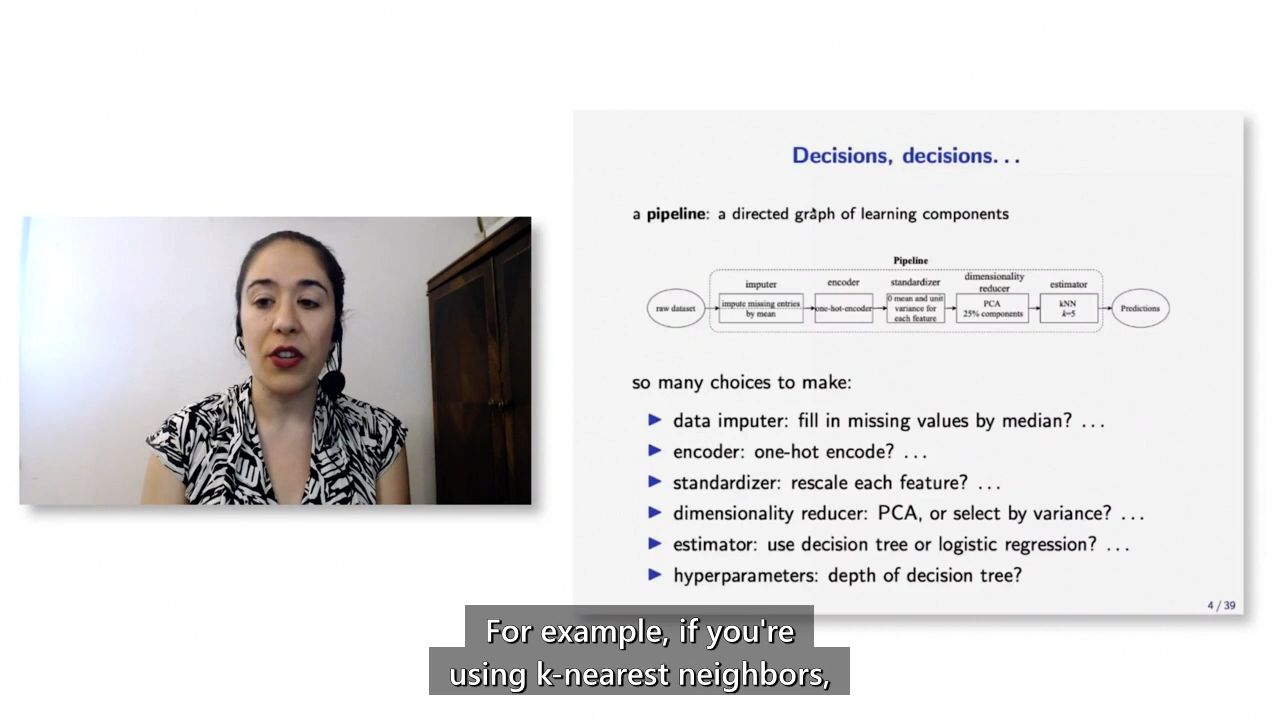 Decisions, decisions. . .
a pipeline: a directed graph of learning components
Pipeline
imputer
encoder
standardizer
dimensionality
reducer
estimator
raw dataset
impute missing entries
by mean
one-hot-encoder
0 mean and unit
variance for
each feature
PCA
25% components
kNN
k=5
Predictions
so many choices to make:
▶ data imputer: fill in missing values by median? . . .
▶ encoder: one-hot encode? . . .
▶ standardizer: rescale each feature? . . .
▶ dimensionality reducer: PCA, or select by variance? . . .
▶ estimator: use decision tree or logistic regression? . . .
▶ hyperparameters: depth of decision tree?
4 / 39
For example, if you're
using k-nearest neighbors,